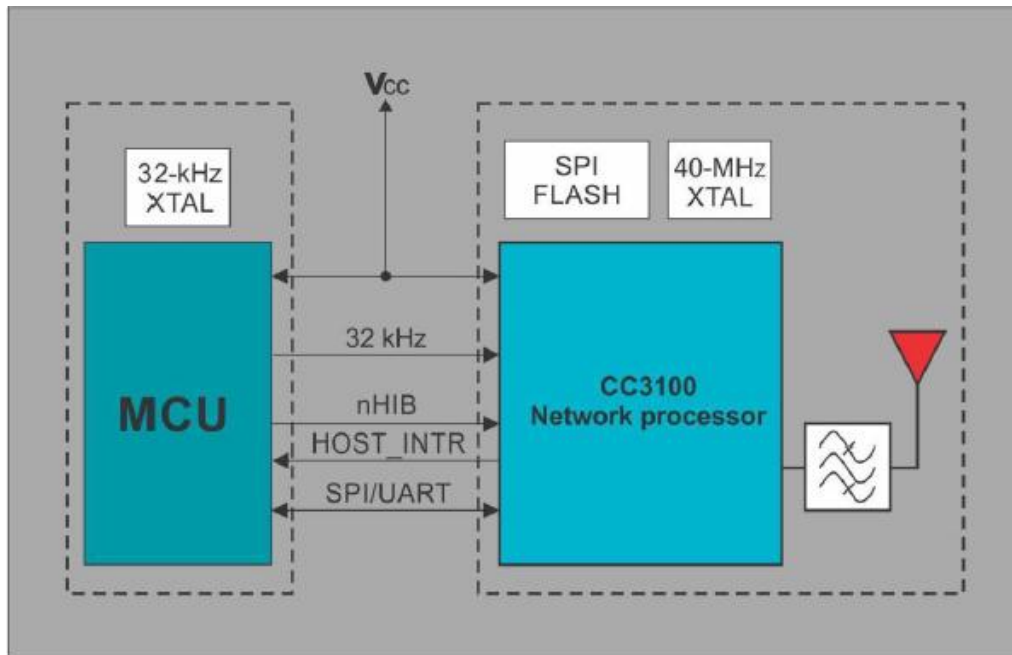 Vcc
32-kHz
XTAL
SPI
FLASH
40-MHz
XTAL
32 kHz
MCU
nHIB
HOST_INTR
SPI/UART
CC3100
Network processor